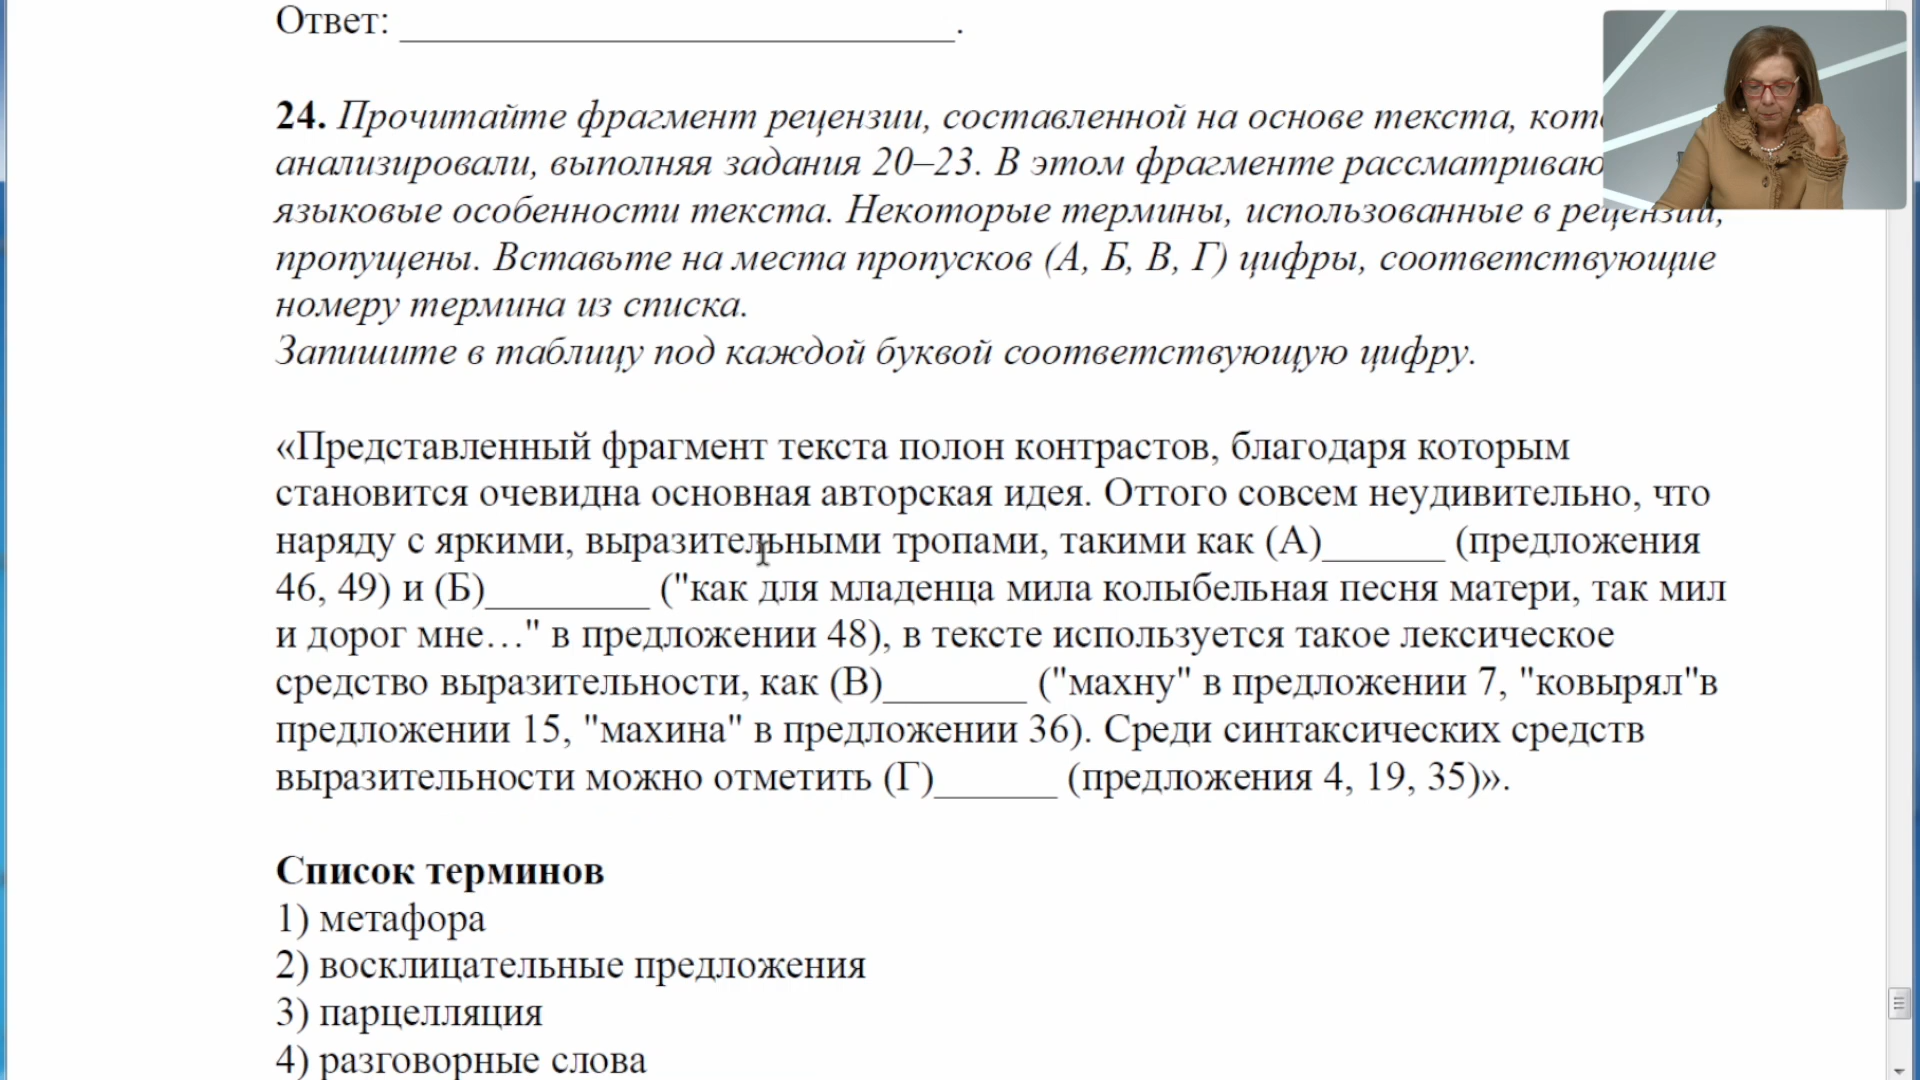 Ответ: ___________________________.
24. Прочитайте фрагмент рецензии, составленной на основе текста,
анализировали, выполняя задания 20–23. В этом фрагменте
языковые особенности текста. Некоторые термины, использованные в рецензии,
пропущены. Вставьте на места пропусков (А, Б, В, Г) цифры, соответствующие
номеру термина из списка.
Запишите в таблицу под каждой буквой соответствующую цифру.
«Представленный фрагмент текста полон контрастов, благодаря которым
становится очевидна основная авторская идея. Оттого совсем неудивительно, что
наряду с яркими, выразительными тропами, такими как (А)______ (предложения
46, 49) и (Б)________ ("как для младенца мила колыбельная песня матери, так мил
и дорог мне…" в предложении 48), в тексте используется такое лексическое
средство выразительности, как (В)_______ ("махну" в предложении 7, "ковырял"в
предложении 15, "махина" в предложении 36). Среди синтаксических средств
выразительности можно отметить (Г)______ (предложения 4, 19, 35)».
Список терминов
1) метафора
2) восклицательные предложения
3) парцелляция
4) разговорные слова